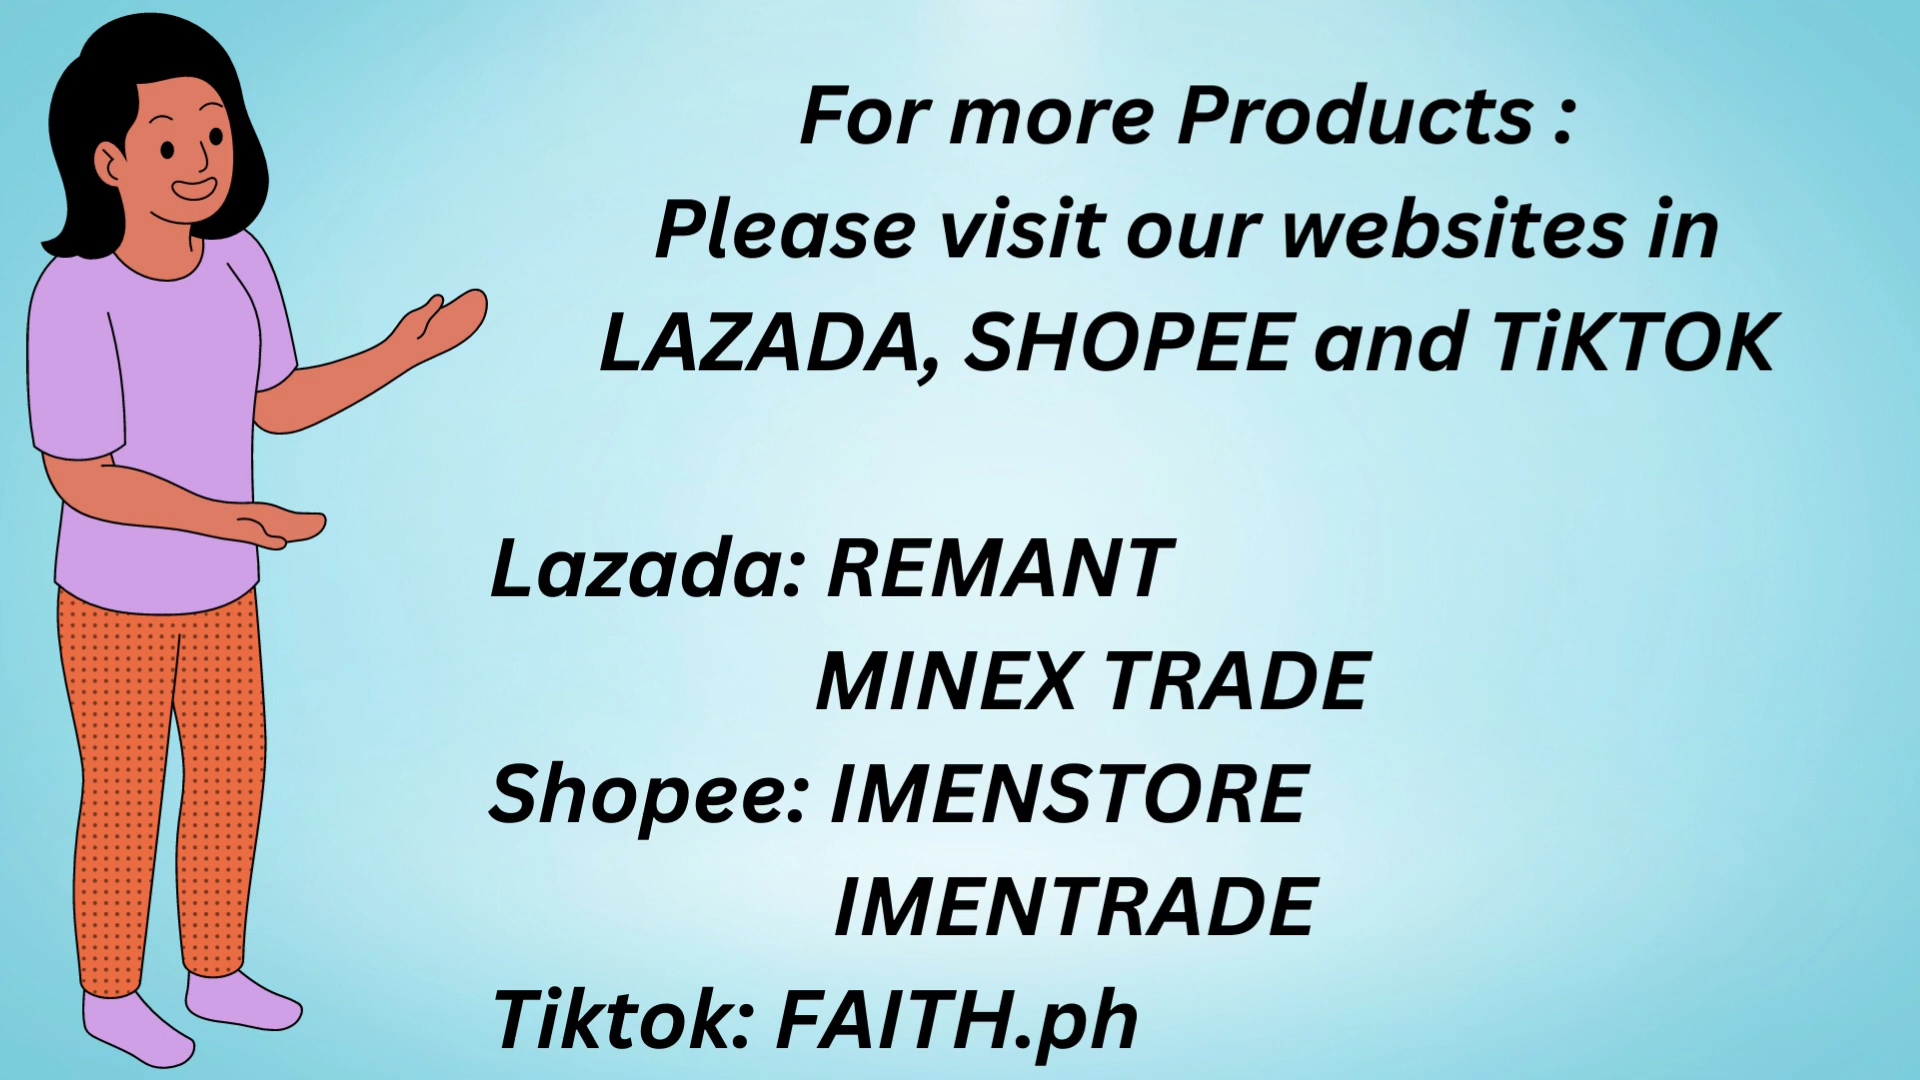 For more Products :
Please visit our websites in
LAZADA, SHOPEE and TiKTOK
Lazada: REMANT
MINEX TRADE
Shopee: IMENSTORE
IMENTRADE
Tiktok: FAITH.ph